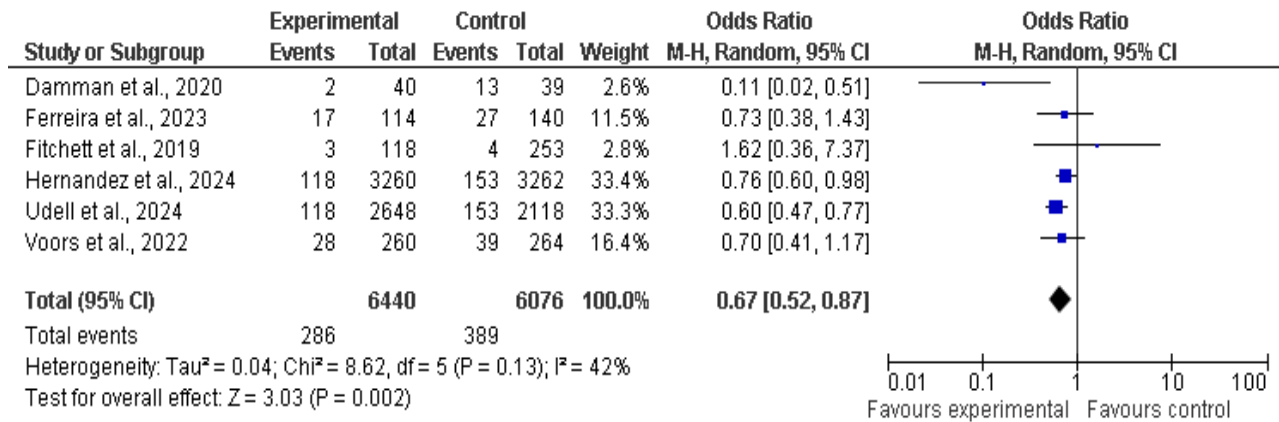 Experimental Control Odds Ratio Odds Ratio
Study or Subgroup Events Total Events Total Weight M-H, Random, 95% CI M-H, Random, 95% CI
Damman et al., 2020 2 40 13 39 2.6% 0.11 [0.02, 0.51]
Ferreira et al., 2023 17 114 27 140 11.5% 0.73 [0.38, 1.43]
Fitchett et al., 2019 3 118 4 253 2.8% 1.62 [0.36, 7.37]
Hernandez et al., 2024 118 3260 153 3262 33.4% 0.76 [0.60, 0.98]
Udell et al., 2024 118 2648 153 2118 33.3% 0.60 [0.47, 0.77]
Voors et al., 2022 28 260 39 264 16.4% 0.70 [0.41, 1.17]
Total (95% CI) 6440 6076 100.0% 0.67 [0.52, 0.87]
Total events 286 389
Heterogeneity: Tau² = 0.04; Chi² = 8.62, df = 5 (P = 0.13); I² = 42%
Test for overall effect: Z = 3.03 (P = 0.002)
0.01 0.1 1 10 100
Favours experimental Favours control